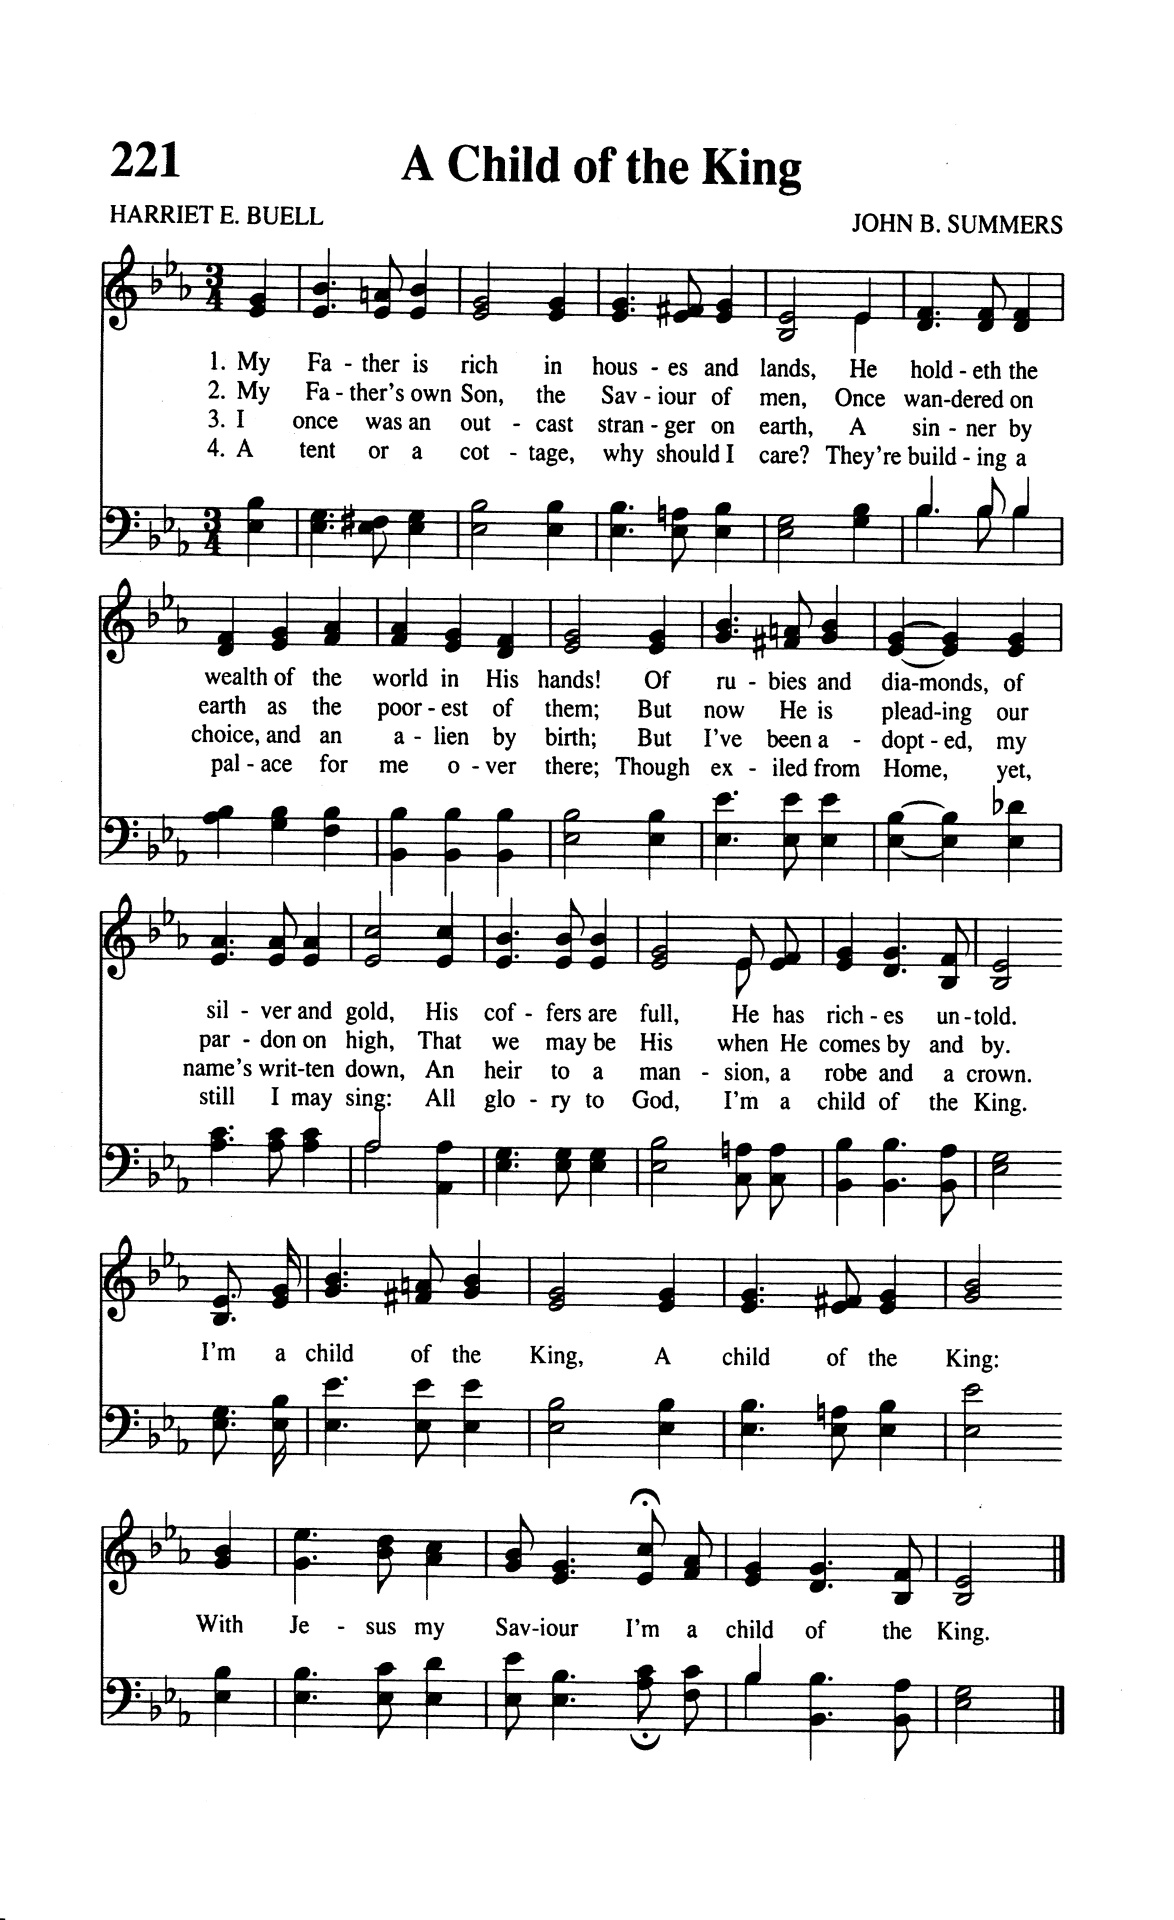 221 A Child of the King
HARRIET E. BUELL JOHN B. SUMMERS
1. My Fa - ther is rich in hous - es and lands, He hold - eth the
2. My Fa - ther's own Son, the Sav - iour of men, Once wan-dered on
3. I once was an out - cast stran - ger on earth, A sin - ner by
4. A tent or a cot - tage, why should I care? They're build - ing a
wealth of the world in His hands! Of ru - bies and dia-monds, of
earth as the poor - est of them; But now He is plead-ing our
choice, and an a - lien by birth; But I've been a - dopt - ed, my
pal - ace for me o - ver there; Though ex - iled from Home, yet,
sil - ver and gold, His cof - fers are full, He has rich - es un - told.
par - don on high, That we may be His when He comes by and by.
name's writ-ten down, An heir to a man - sion, a robe and a crown.
still I may sing: All glo - ry to God, I'm a child of the King.
I'm a child of the King, A child of the King:
With Je - sus my Sav-iour I'm a child of the King.